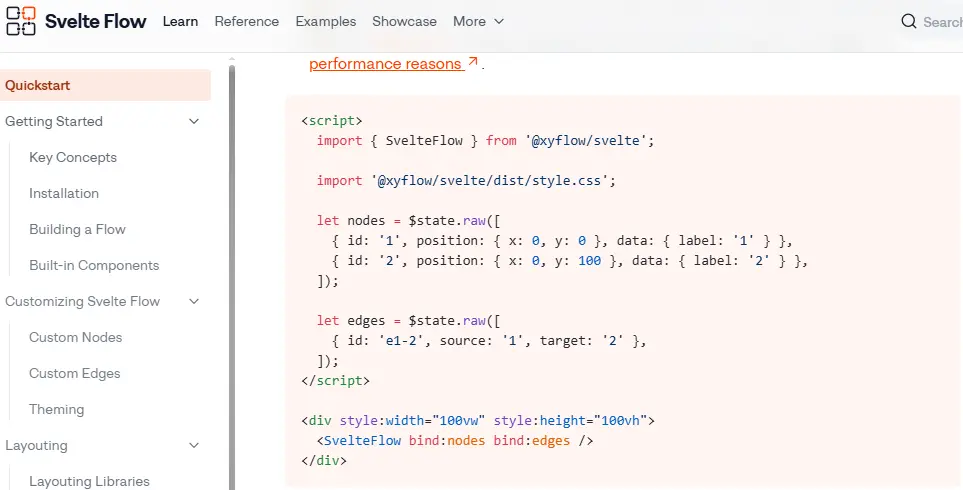 Svelte Flow Learn Reference Examples Showcase More Search
Quickstart
Getting Started
Key Concepts
Installation
Building a Flow
Built-in Components
Customizing Svelte Flow
Custom Nodes
Custom Edges
Theming
Layouting
Layouting Libraries
performance reasons ↗ .
<script>
  import { SvelteFlow } from '@xyflow/svelte';
  import '@xyflow/svelte/dist/style.css';
  let nodes = $state.raw([
    { id: '1', position: { x: 0, y: 0 }, data: { label: '1' } },
    { id: '2', position: { x: 0, y: 100 }, data: { label: '2' } },
  ]);
  let edges = $state.raw([
    { id: 'e1-2', source: '1', target: '2' },
  ]);
</script>
<div style:width="100vw" style:height="100vh">
  <SvelteFlow bind:nodes bind:edges />
</div>